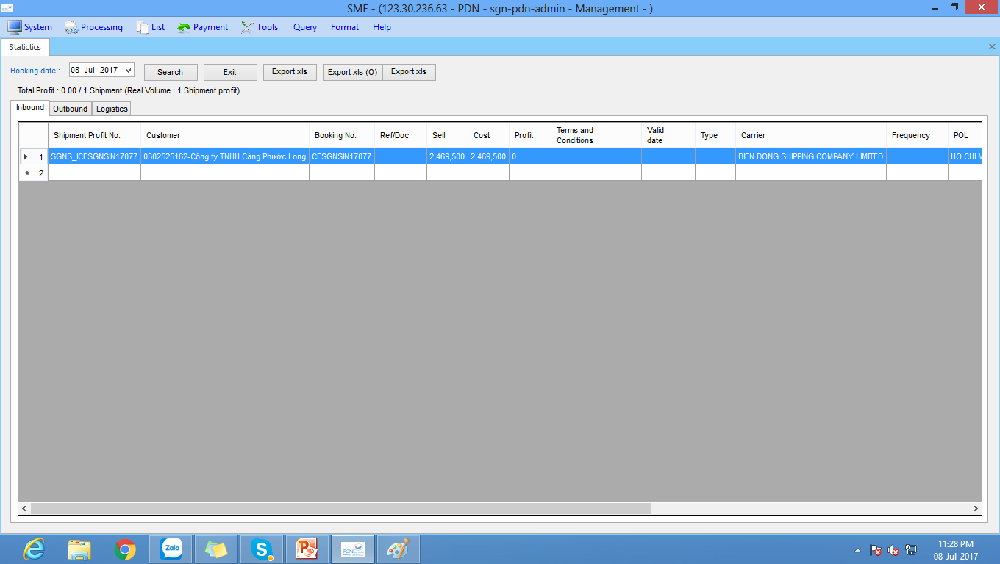 SMF - (123.30.236.63 - PDN - sgn-pdn-admin - Management - )
System Processing List Payment Tools Query Format Help
Statictics
Booking date : 08- Jul -2017 Search Exit Export xls Export xls (O) Export xls
Total Profit : 0.00 / 1 Shipment (Real Volume : 1 Shipment profit)
Inbound Outbound Logistics
Shipment Profit No. Customer Booking No. Ref/Doc Sell Cost Profit Terms and Conditions Valid date Type Carrier Frequency POL
1 SGNS_ICESGNSIN17077 0302525162-Công ty TNHH Cảng Phước Long CESGNSIN17077 2,469,500 2,469,500 0 BIEN DONG SHIPPING COMPANY LIMITED HO CHI M
* 2
Zalo PDN
11:28 PM
08-Jul-2017